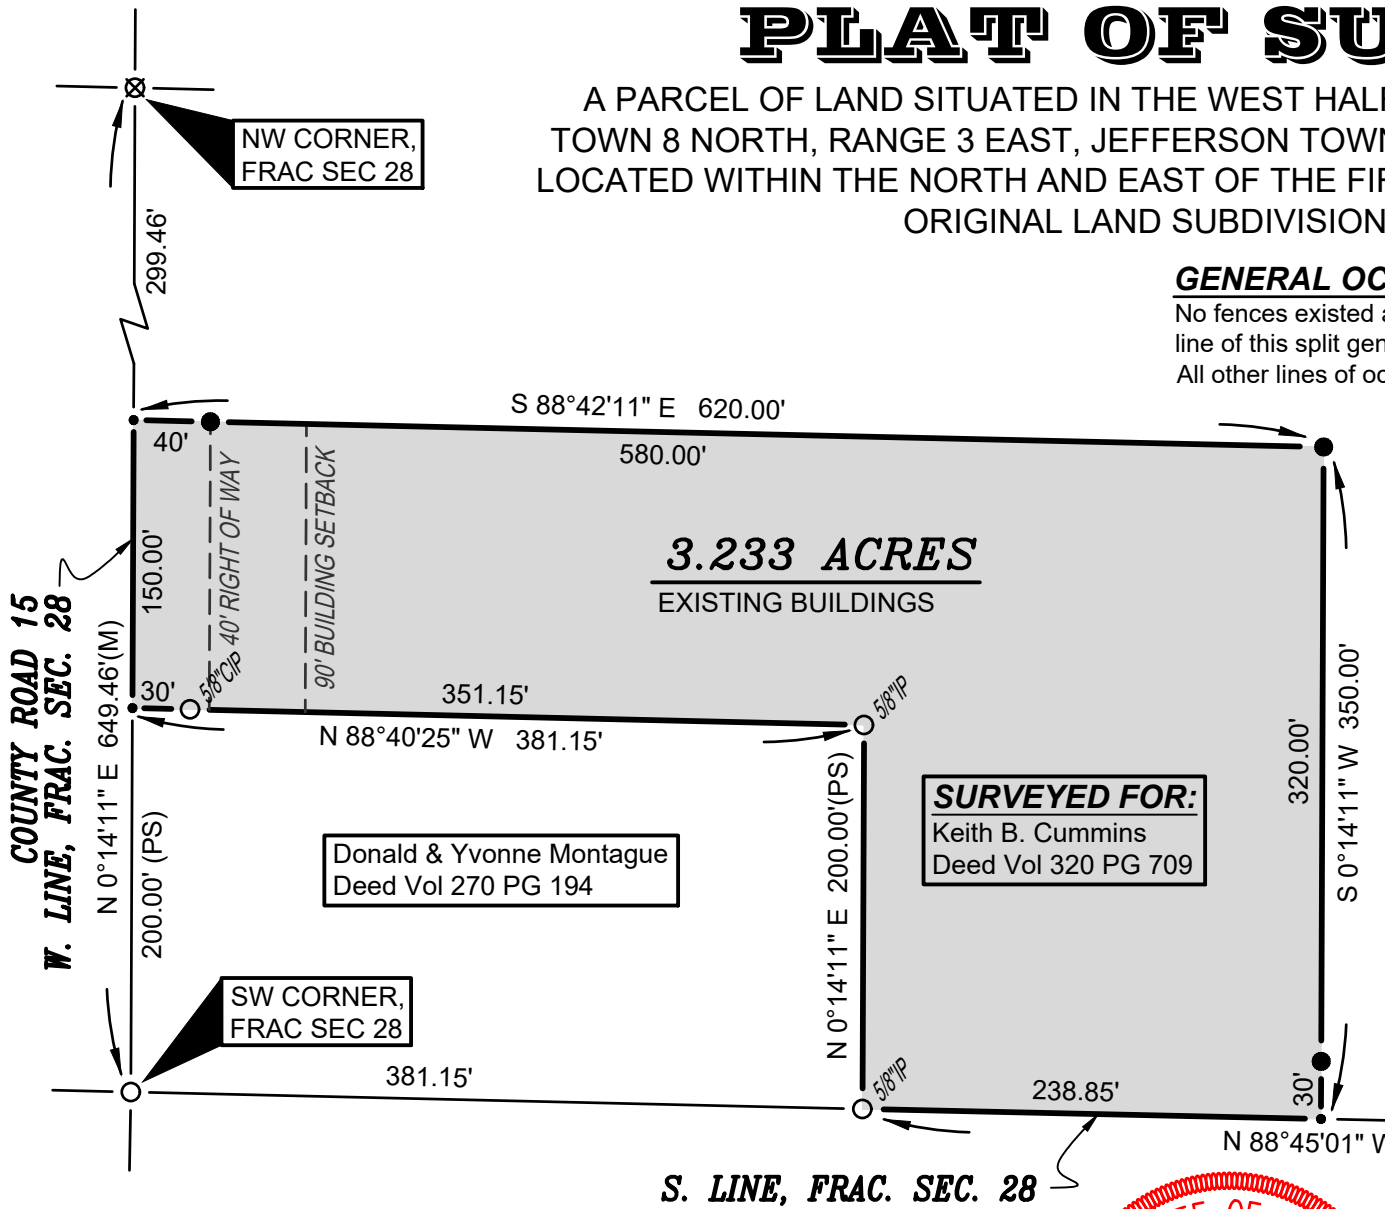 PLAT OF SU
A PARCEL OF LAND SITUATED IN THE WEST HALF
TOWN 8 NORTH, RANGE 3 EAST, JEFFERSON TOWN
LOCATED WITHIN THE NORTH AND EAST OF THE FIR
ORIGINAL LAND SUBDIVISION
NW CORNER,
FRAC SEC 28
299.46'
GENERAL OC
No fences existed a
line of this split gen
All other lines of oc
S 88°42'11" E 620.00'
40'
580.00'
40' RIGHT OF WAY
90' BUILDING SETBACK
150.00'
3.233 ACRES
EXISTING BUILDINGS
COUNTY ROAD 15
W. LINE, FRAC. SEC. 28
N 0°14'11" E 649.46'(M)
30'
5/8"CIP
351.15'
5/8"IP
N 88°40'25" W 381.15'
200.00' (PS)
N 0°14'11" E 200.00'(PS)
320.00'
S 0°14'11" W 350.00'
SURVEYED FOR:
Keith B. Cummins
Deed Vol 320 PG 709
Donald & Yvonne Montague
Deed Vol 270 PG 194
SW CORNER,
FRAC SEC 28
381.15'
5/8"IP
238.85'
30'
N 88°45'01" W
S. LINE, FRAC. SEC. 28
TE OF